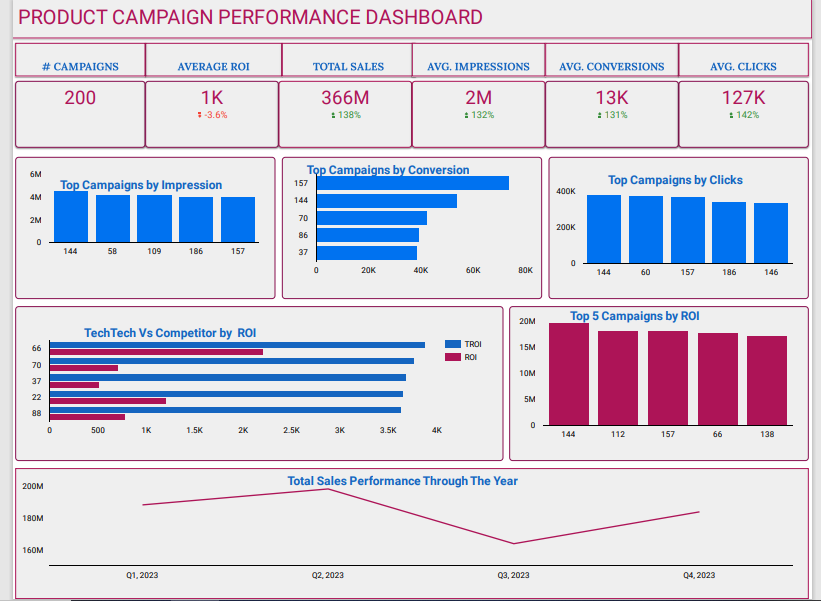 PRODUCT CAMPAIGN PERFORMANCE DASHBOARD
# CAMPAIGNS AVERAGE ROI TOTAL SALES AVG. IMPRESSIONS AVG. CONVERSIONS AVG. CLICKS
200 1K 366M 2M 13K 127K
-3.6% 138% 132% 131% 142%
Top Campaigns by Impression
6M
4M
2M
0
144 58 109 186 157
Top Campaigns by Conversion
157
144
70
86
37
0 20K 40K 60K 80K
Top Campaigns by Clicks
400K
200K
0
144 60 157 186 146
TechTech Vs Competitor by ROI
TROI
ROI
66
70
37
22
88
0 500 1K 1.5K 2K 2.5K 3K 3.5K 4K
Top 5 Campaigns by ROI
20M
15M
10M
5M
0
144 112 157 66 138
Total Sales Performance Through The Year
200M
180M
160M
Q1, 2023 Q2, 2023 Q3, 2023 Q4, 2023